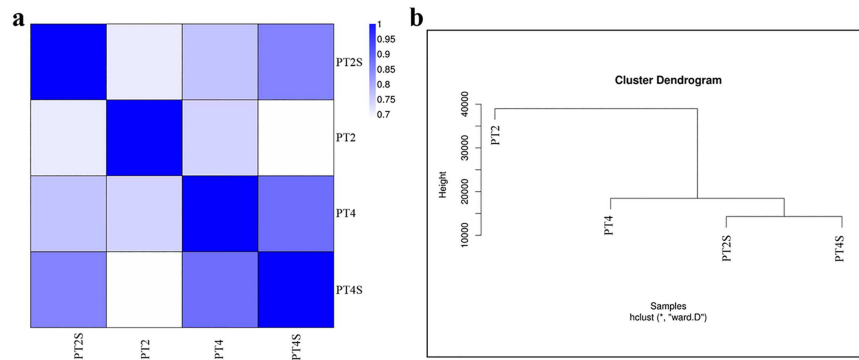 a
1
0.95
0.9
0.85
0.8
0.75
0.7
PT2S
PT2
PT4
PT4S
PT2S
PT2
PT4
PT4S
b
Cluster Dendrogram
Height
40000
30000
20000
10000
PT2
PT4
PT2S
PT4S
Samples
hclust (*, "ward.D")